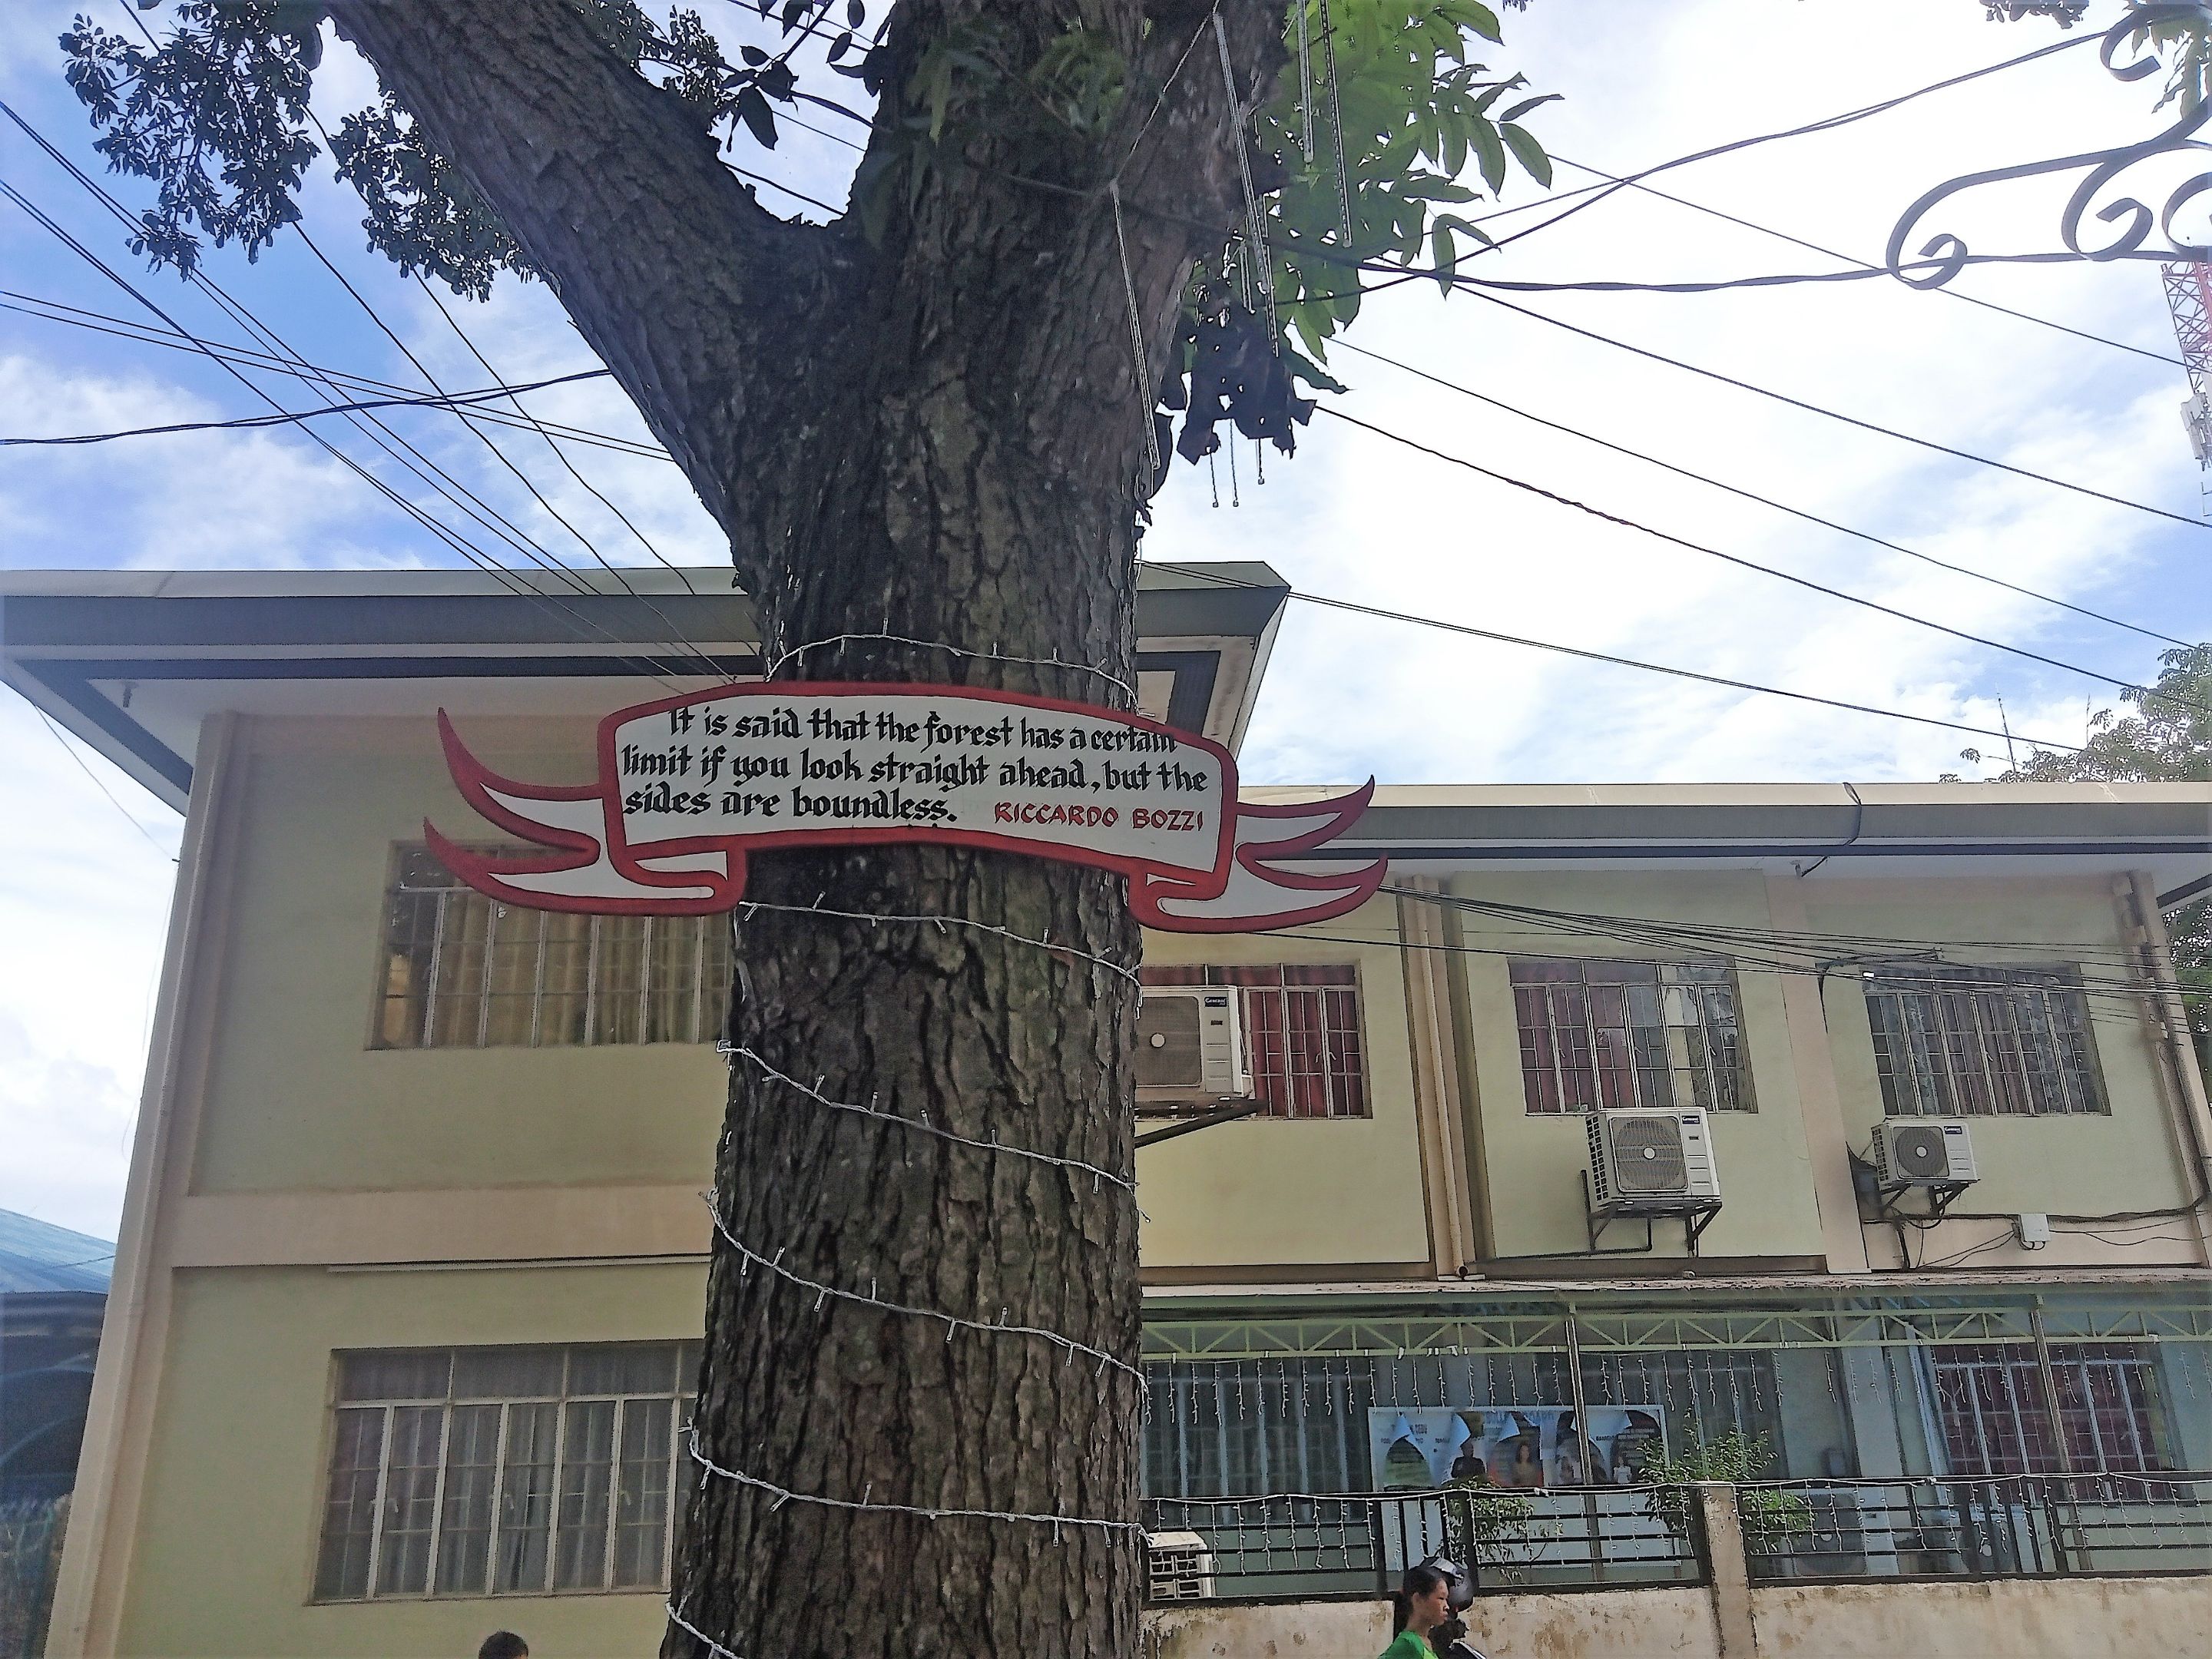 It is said that the forest has a certain
limit if you look straight ahead, but the
sides are boundless. RICCARDO BOZZI